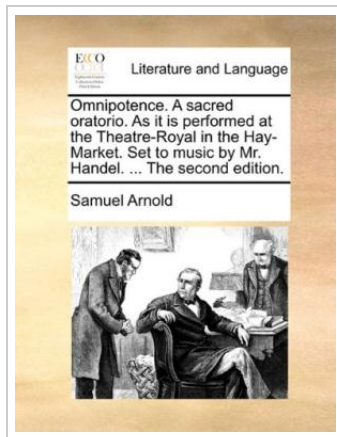 ECCO
Literature and Language
Omnipotence. A sacred
oratorio. As it is performed at
the Theatre-Royal in the Hay-
Market. Set to music by Mr.
Handel. ... The second edition.
Samuel Arnold